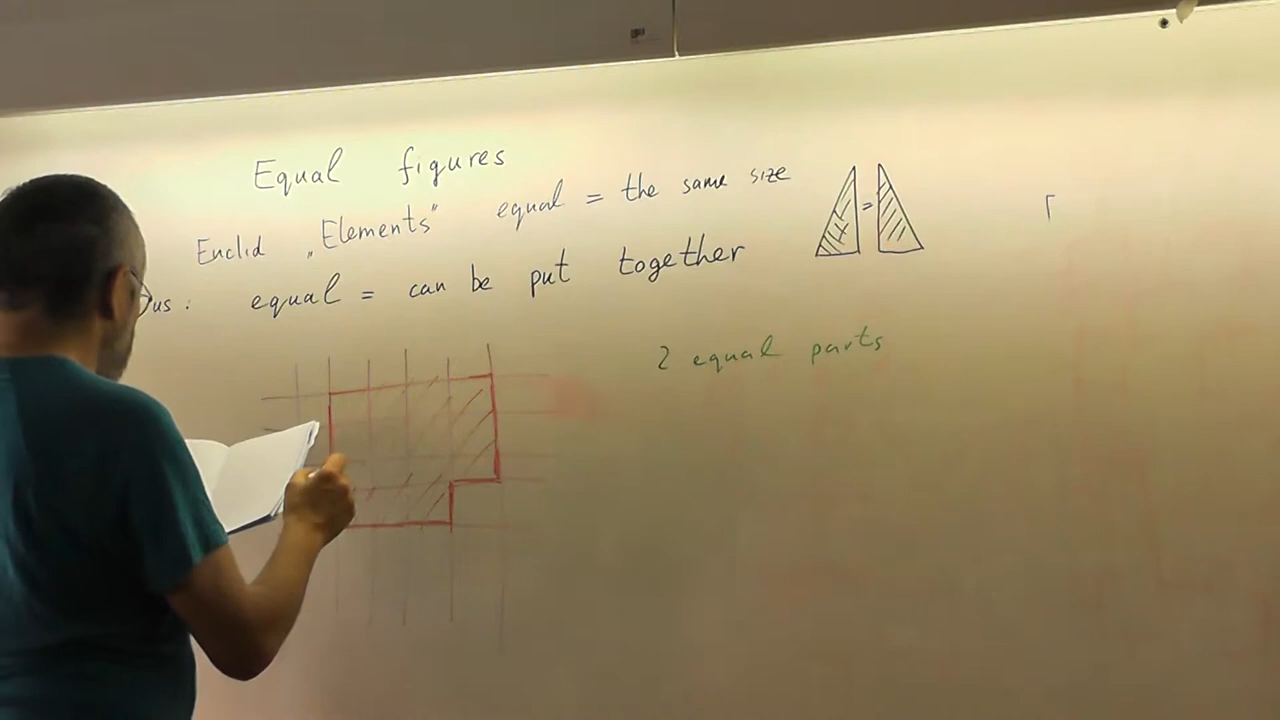 Equal figures
Euclid „Elements" equal = the same size
us: equal = can be put together
=
2 equal parts